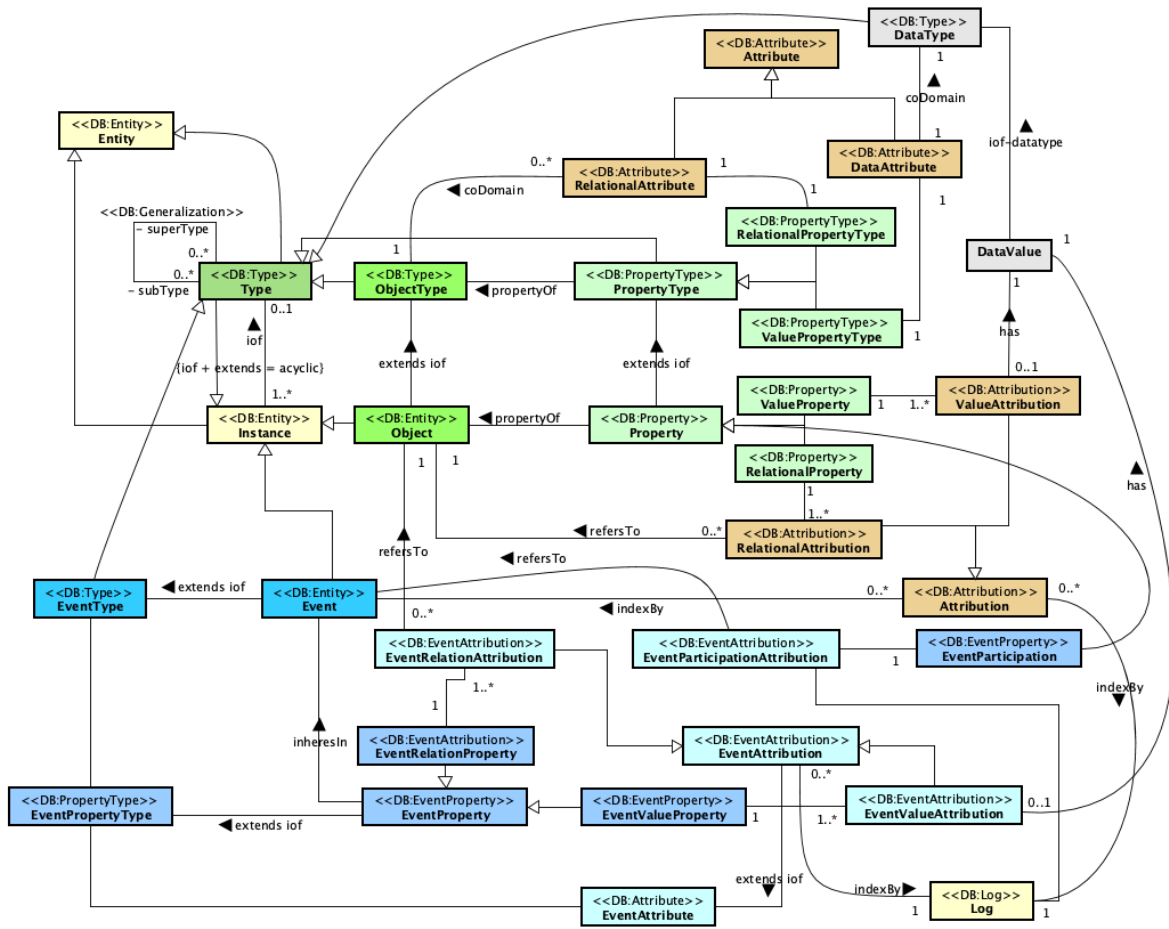 <<DB:Type>>
DataType
<<DB:Attribute>>
Attribute
1
coDomain
<<DB:Entity>>
Entity
1
iof-datatype
0..*
1
<<DB:Attribute>>
RelationalAttribute
<<DB:Attribute>>
DataAttribute
coDomain
1
1
<<DB:Generalization>>
- superType
<<DB:PropertyType>>
RelationalPropertyType
1
DataValue
0..*
1
0..*
<<DB:Type>>
Type
<<DB:Type>>
ObjectType
<<DB:PropertyType>>
PropertyType
propertyOf
- subType
0..1
1
<<DB:PropertyType>>
ValuePropertyType
1
iof
has
extends iof
extends iof
{iof + extends = acyclic}
0..1
1..*
<<DB:Property>>
ValueProperty
1
1..*
<<DB:Attribution>>
ValueAttribution
<<DB:Entity>>
Instance
<<DB:Entity>>
Object
propertyOf
<<DB:Property>>
Property
1
1
<<DB:Property>>
RelationalProperty
1
has
1..*
refersTo
0..*
<<DB:Attribution>>
RelationalAttribution
refersTo
refersTo
<<DB:Type>>
EventType
extends iof
<<DB:Entity>>
Event
0..*
<<DB:Attribution>>
Attribution
0..*
indexBy
0..*
<<DB:EventAttribution>>
EventRelationAttribution
<<DB:EventAttribution>>
EventParticipationAttribution
1
<<DB:EventProperty>>
EventParticipation
1..*
indexBy
1
inheresIn
<<DB:EventAttribution>>
EventRelationProperty
<<DB:EventAttribution>>
EventAttribution
0..*
<<DB:PropertyType>>
EventPropertyType
extends iof
<<DB:EventProperty>>
EventProperty
<<DB:EventProperty>>
EventValueProperty
1
1..*
<<DB:EventAttribution>>
EventValueAttribution
0..1
extends iof
indexBy
<<DB:Attribute>>
EventAttribute
1
<<DB:Log>>
Log
1